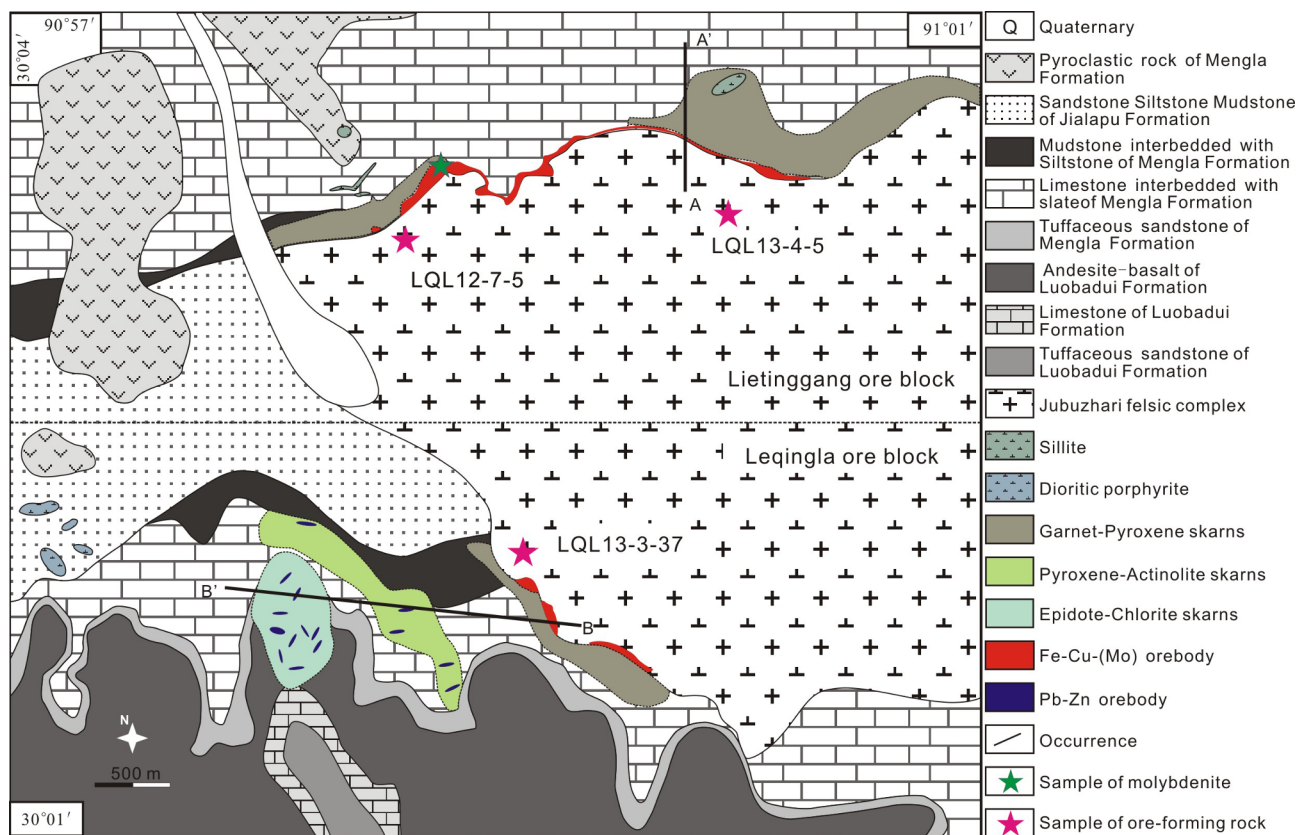 90°57′
30°04′
91°01′
A'
A
LQL13-4-5
LQL12-7-5
Lietinggang ore block
Leqingla ore block
LQL13-3-37
B'
B
N
500 m
30°01′
Q
Quaternary
Pyroclastic rock of Mengla
Formation
Sandstone Siltstone Mudstone
of Jialapu Formation
Mudstone interbedded with
Siltstone of Mengla Formation
Limestone interbedded with
slateof Mengla Formation
Tuffaceous sandstone of
Mengla Formation
Andesite-basalt of
Luobadui Formation
Limestone of Luobadui
Formation
Tuffaceous sandstone of
Luobadui Formation
Jubuzhari felsic complex
Sillite
Dioritic porphyrite
Garnet-Pyroxene skarns
Pyroxene-Actinolite skarns
Epidote-Chlorite skarns
Fe-Cu-(Mo) orebody
Pb-Zn orebody
Occurrence
Sample of molybdenite
Sample of ore-forming rock